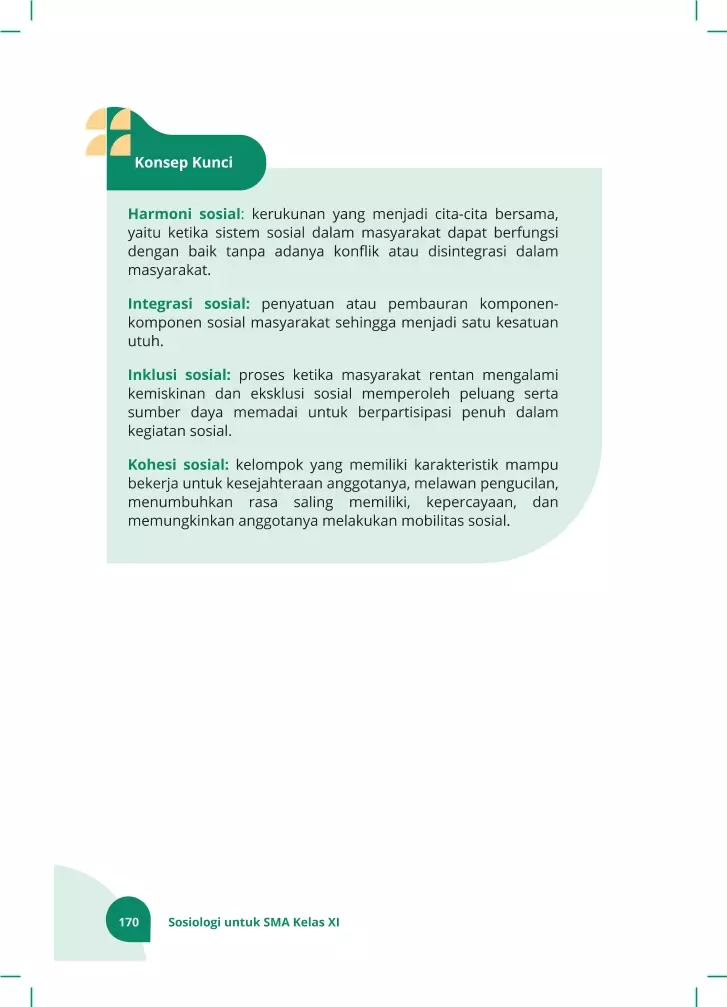 Konsep Kunci
Harmoni sosial: kerukunan yang menjadi cita-cita bersama,
yaitu ketika sistem sosial dalam masyarakat dapat berfungsi
dengan baik tanpa adanya konflik atau disintegrasi dalam
masyarakat.
Integrasi sosial: penyatuan atau pembauran komponen-
komponen sosial masyarakat sehingga menjadi satu kesatuan
utuh.
Inklusi sosial: proses ketika masyarakat rentan mengalami
kemiskinan dan eksklusi sosial memperoleh peluang serta
sumber daya memadai untuk berpartisipasi penuh dalam
kegiatan sosial.
Kohesi sosial: kelompok yang memiliki karakteristik mampu
bekerja untuk kesejahteraan anggotanya, melawan pengucilan,
menumbuhkan rasa saling memiliki, kepercayaan, dan
memungkinkan anggotanya melakukan mobilitas sosial.
170 Sosiologi untuk SMA Kelas XI